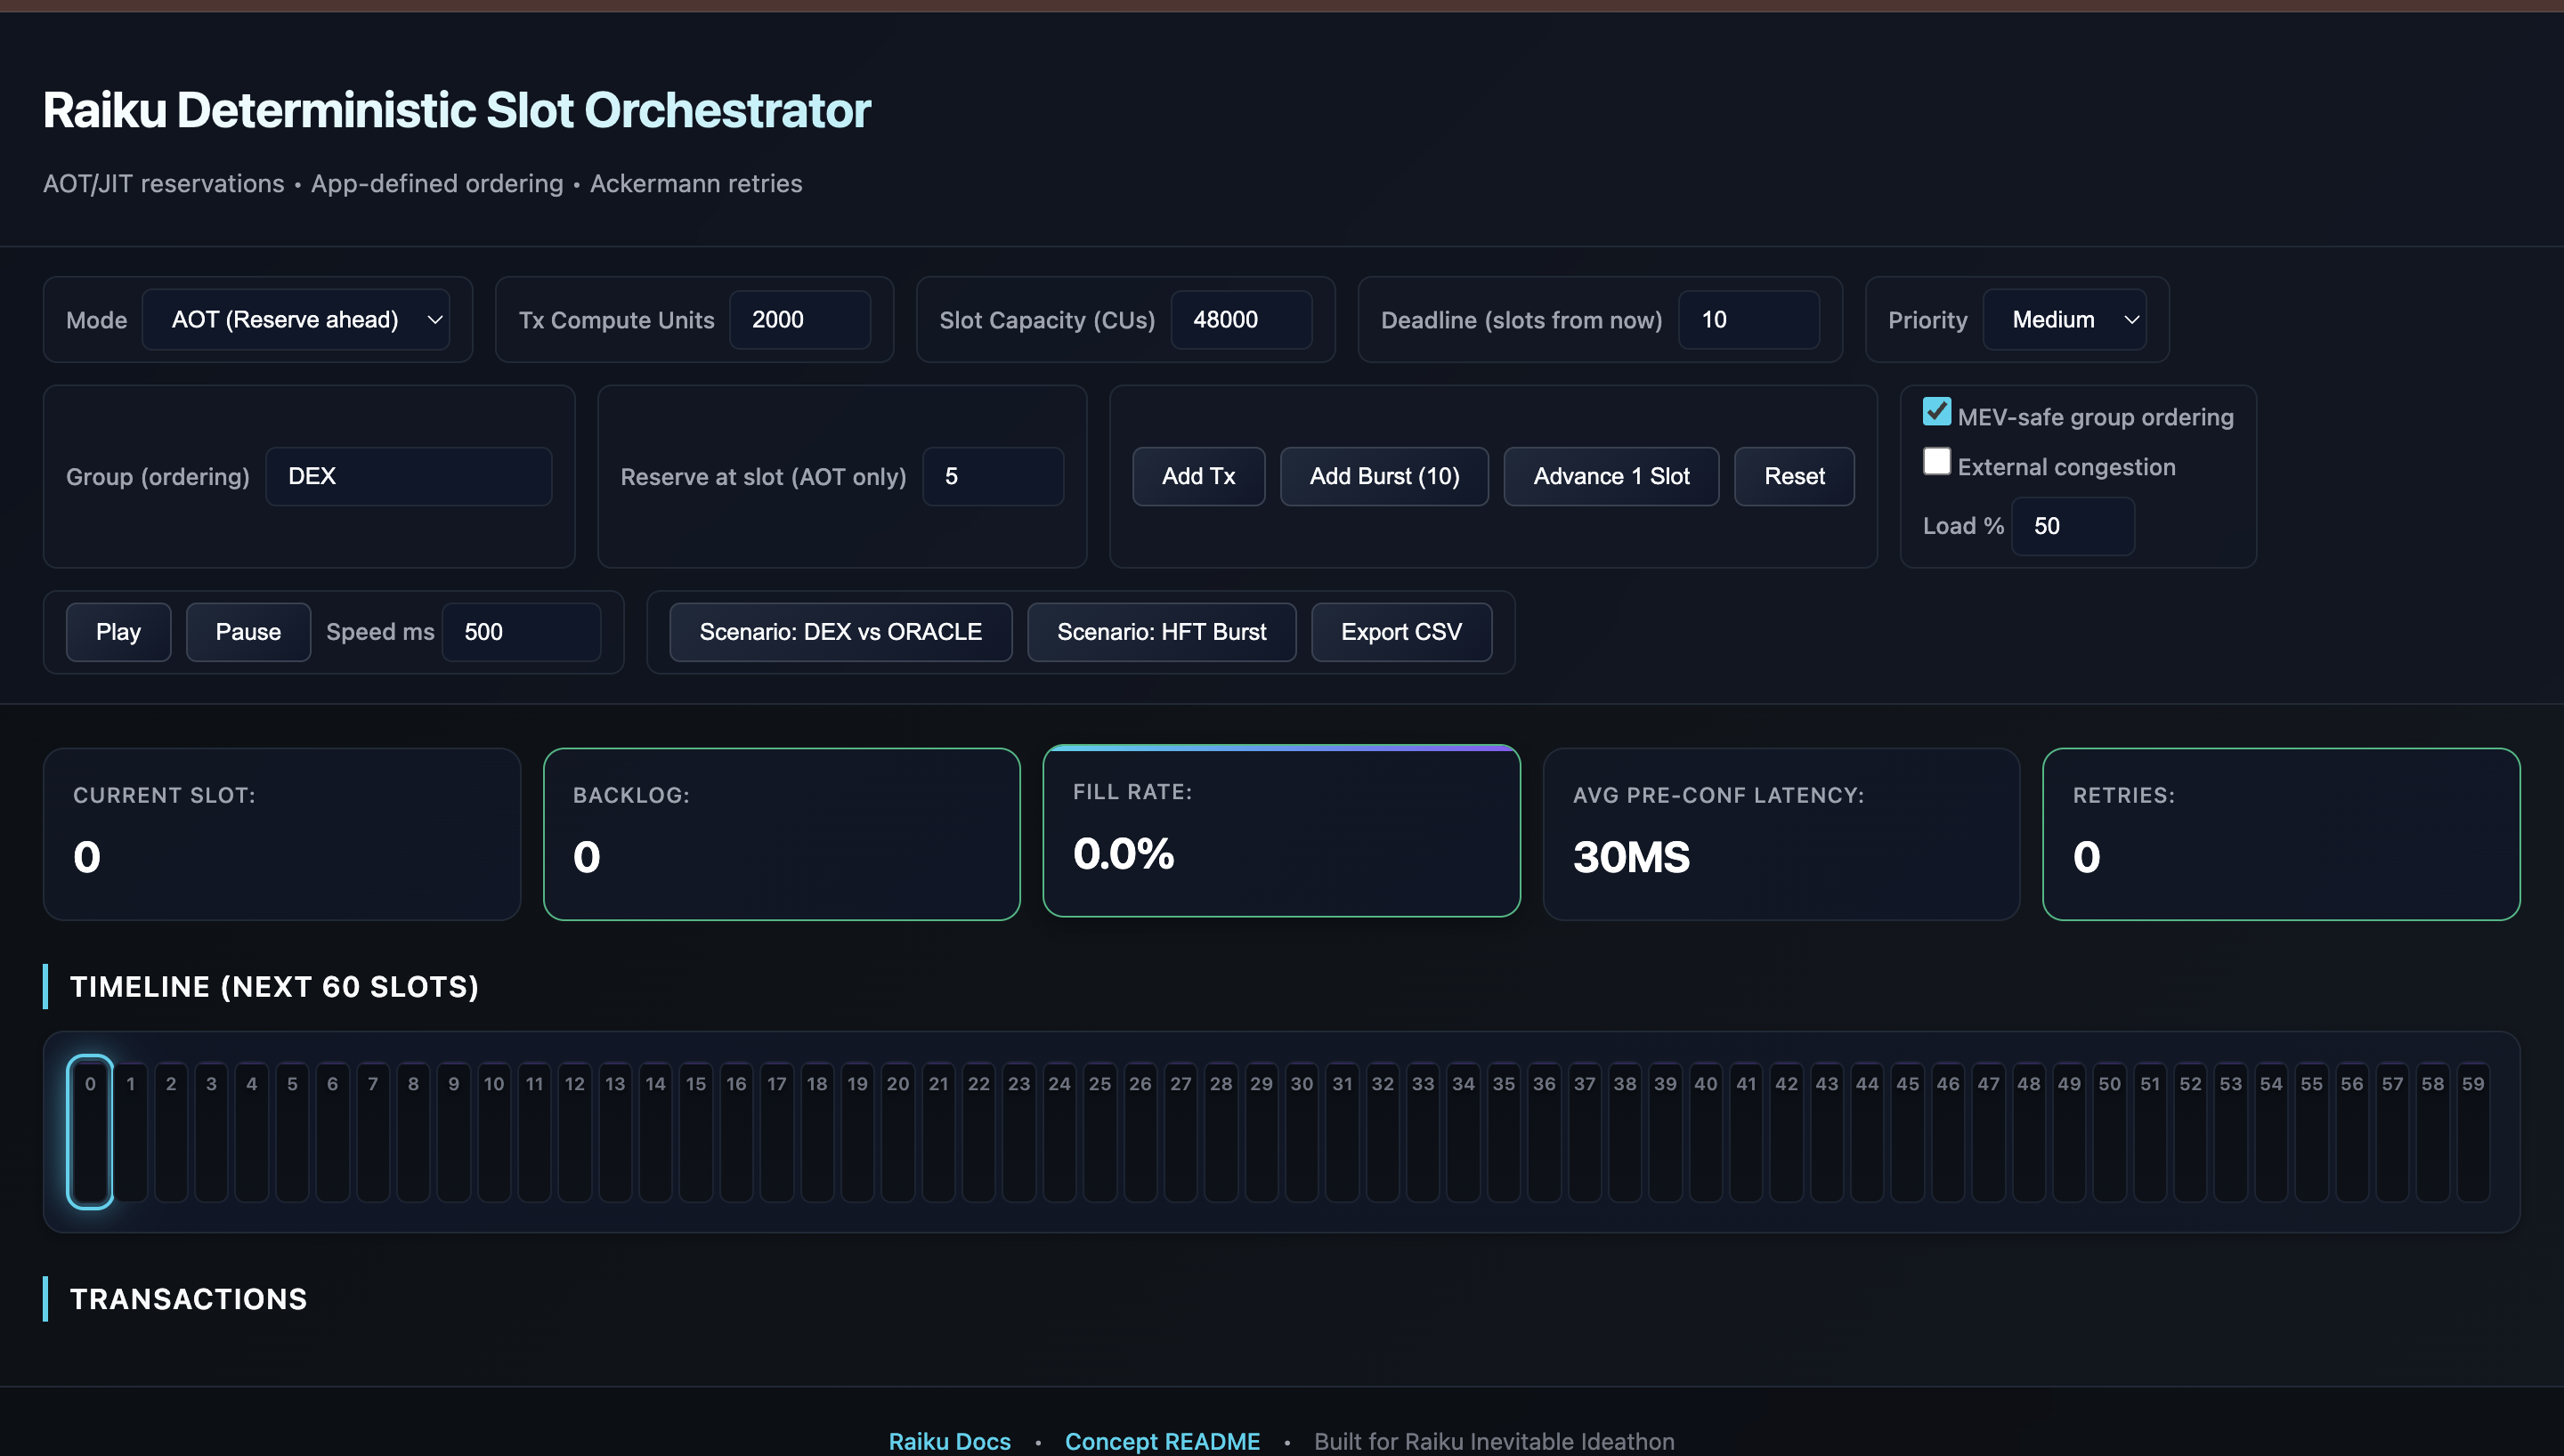 Raiku Deterministic Slot Orchestrator
AOT/JIT reservations • App-defined ordering • Ackermann retries
Mode AOT (Reserve ahead) Tx Compute Units 2000 Slot Capacity (CUs) 48000 Deadline (slots from now) 10 Priority Medium
MEV-safe group ordering
External congestion
Group (ordering) DEX Reserve at slot (AOT only) 5 Add Tx Add Burst (10) Advance 1 Slot Reset
Load % 50
Play Pause Speed ms 500 Scenario: DEX vs ORACLE Scenario: HFT Burst Export CSV
CURRENT SLOT: BACKLOG: FILL RATE: AVG PRE-CONF LATENCY: RETRIES:
0 0 0.0% 30MS 0
TIMELINE (NEXT 60 SLOTS)
0 1 2 3 4 5 6 7 8 9 10 11 12 13 14 15 16 17 18 19 20 21 22 23 24 25 26 27 28 29 30 31 32 33 34 35 36 37 38 39 40 41 42 43 44 45 46 47 48 49 50 51 52 53 54 55 56 57 58 59
TRANSACTIONS
Raiku Docs • Concept README • Built for Raiku Inevitable Ideathon